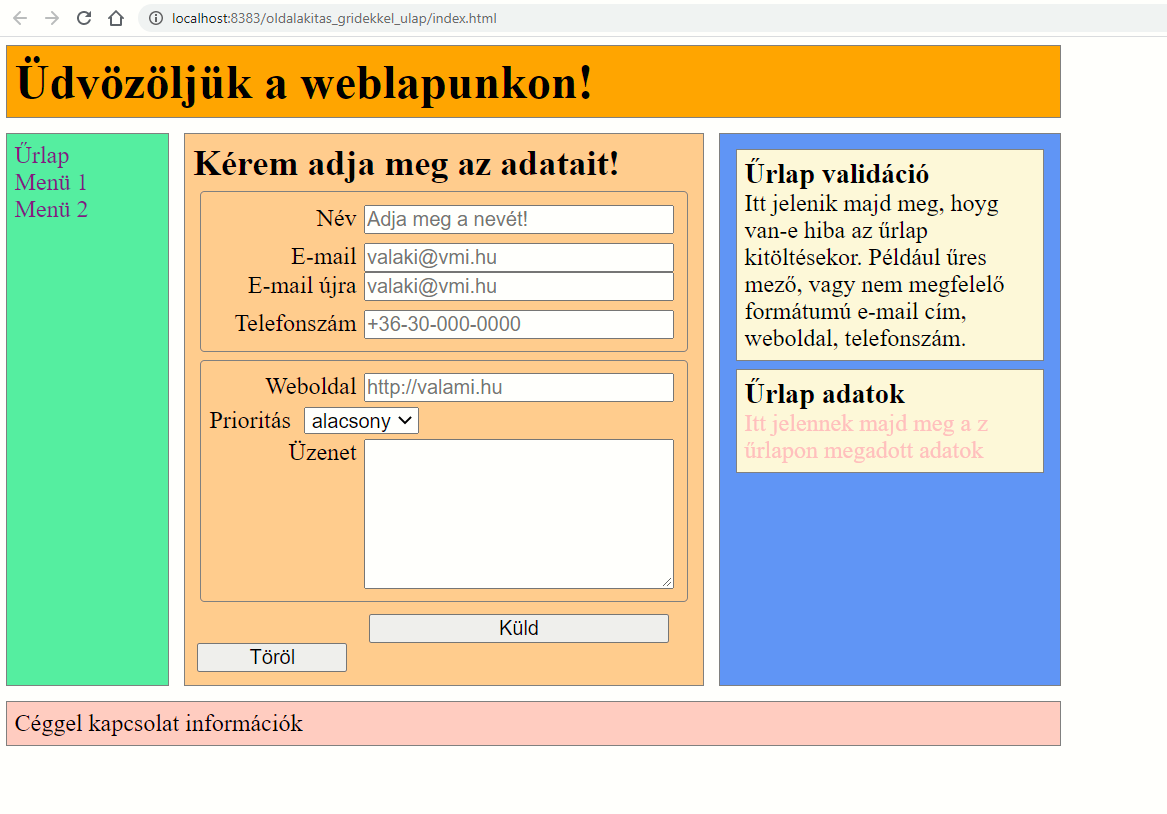 localhost:8383/oldalakitas_gridekkel_ulap/index.html
Üdvözöljük a weblapunkon!
Űrlap
Menü 1
Menü 2
Kérem adja meg az adatait!
Név Adja meg a nevét!
E-mail valaki@vmi.hu
E-mail újra valaki@vmi.hu
Telefonszám +36-30-000-0000
Weboldal http://valami.hu
Prioritás alacsony
Üzenet
Küld
Töröl
Űrlap validáció
Itt jelenik majd meg, hoyg
van-e hiba az űrlap
kitöltésekor. Például üres
mező, vagy nem megfelelő
formátumú e-mail cím,
weboldal, telefonszám.
Űrlap adatok
Itt jelennek majd meg a z
űrlapon megadott adatok
Céggel kapcsolat információk